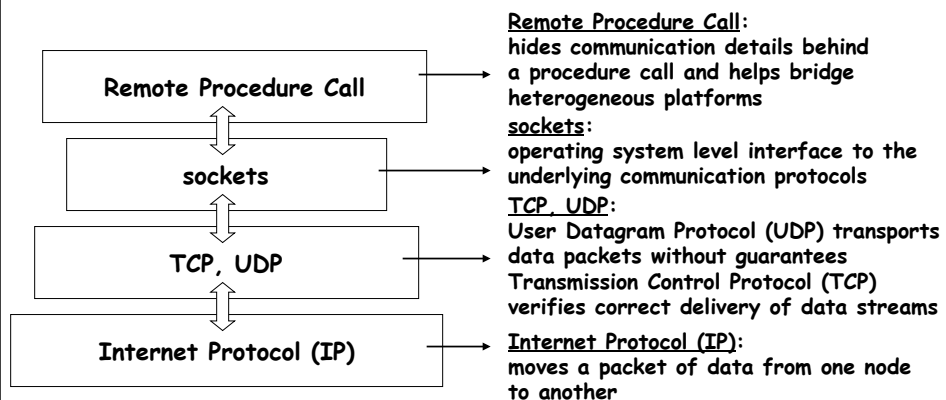 Remote Procedure Call
sockets
TCP, UDP
Internet Protocol (IP)
Remote Procedure Call:
hides communication details behind
a procedure call and helps bridge
heterogeneous platforms
sockets:
operating system level interface to the
underlying communication protocols
TCP, UDP:
User Datagram Protocol (UDP) transports
data packets without guarantees
Transmission Control Protocol (TCP)
verifies correct delivery of data streams
Internet Protocol (IP):
moves a packet of data from one node
to another